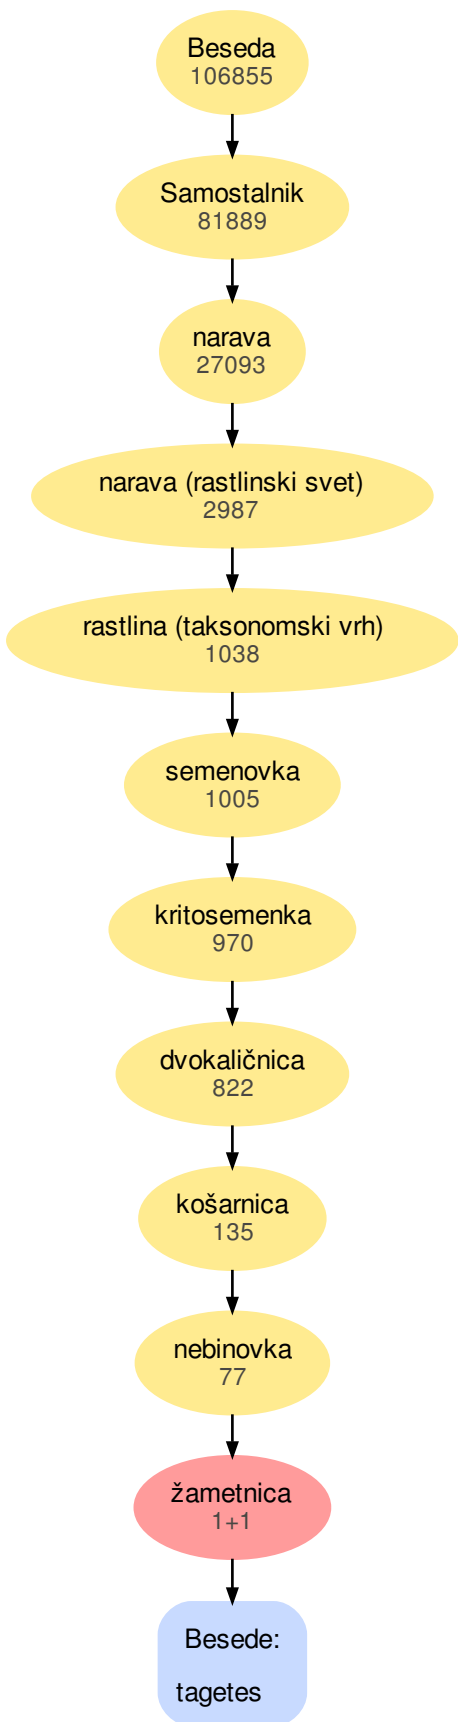 Beseda
106855
Samostalnik
81889
narava
27093
narava (rastlinski svet)
2987
rastlina (taksonomski vrh)
1038
semenovka
1005
kritosemenka
970
dvokaličnica
822
košarnica
135
nebinovka
77
žametnica
1+1
Besede:
tagetes